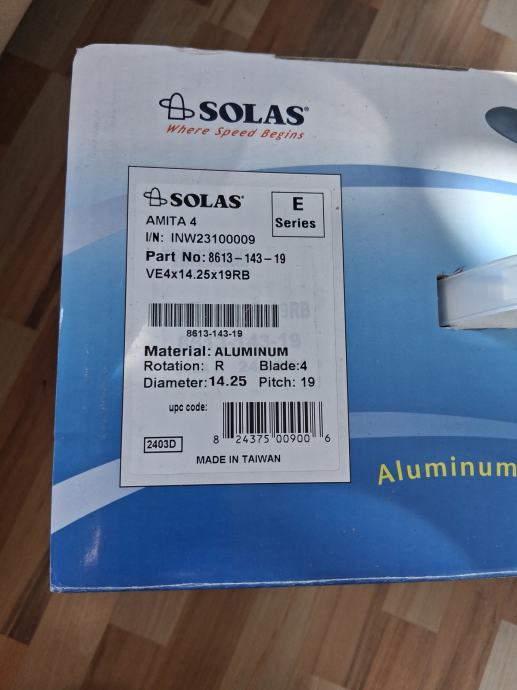 SOLAS®
Where Speed Begins
SOLAS®
E
Series
AMITA 4
I/N: INW23100009
Part No: 8613-143-19
VE4x14.25x19RB
8613-143-19
Material: ALUMINUM
Rotation: R Blade:4
Diameter: 14.25 Pitch: 19
upc code:
8 24375 00900 6
2403D
MADE IN TAIWAN
Aluminum